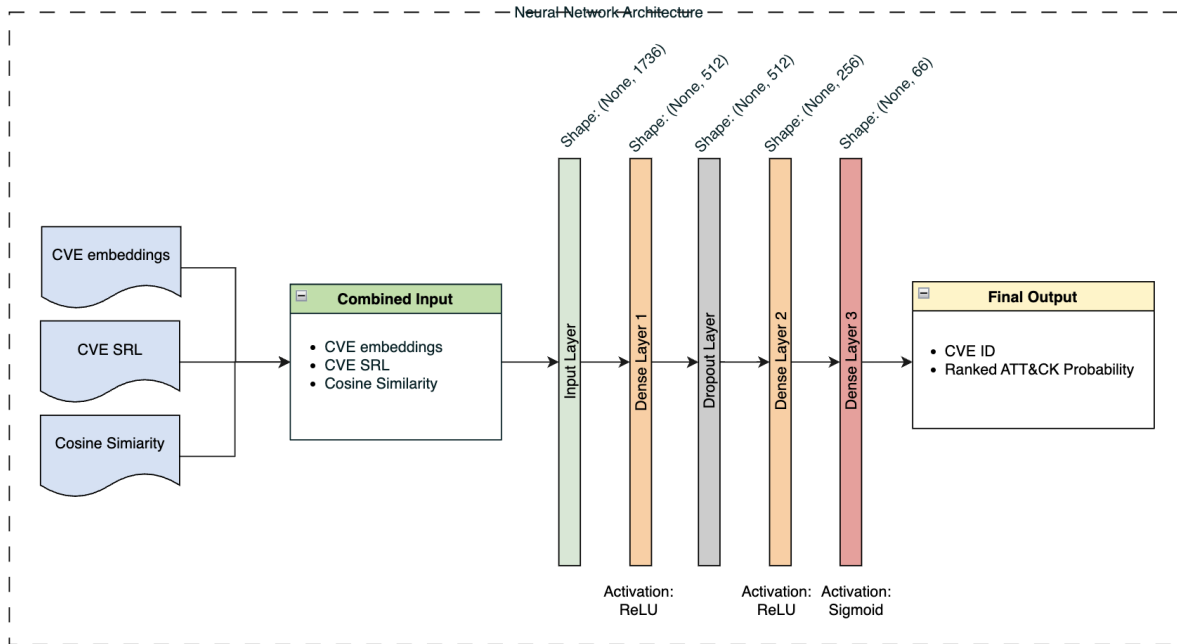 Neural Network Architecture
Shape: (None, 1736)
Shape: (None, 512)
Shape: (None, 512)
Shape: (None, 256)
Shape: (None, 66)
CVE embeddings
CVE SRL
Cosine Simiarity
Combined Input
CVE embeddings
CVE SRL
Cosine Similarity
Input Layer
Dense Layer 1
Dropout Layer
Dense Layer 2
Dense Layer 3
Final Output
CVE ID
Ranked ATT&CK Probability
Activation:
ReLU
Activation:
ReLU
Activation:
Sigmoid